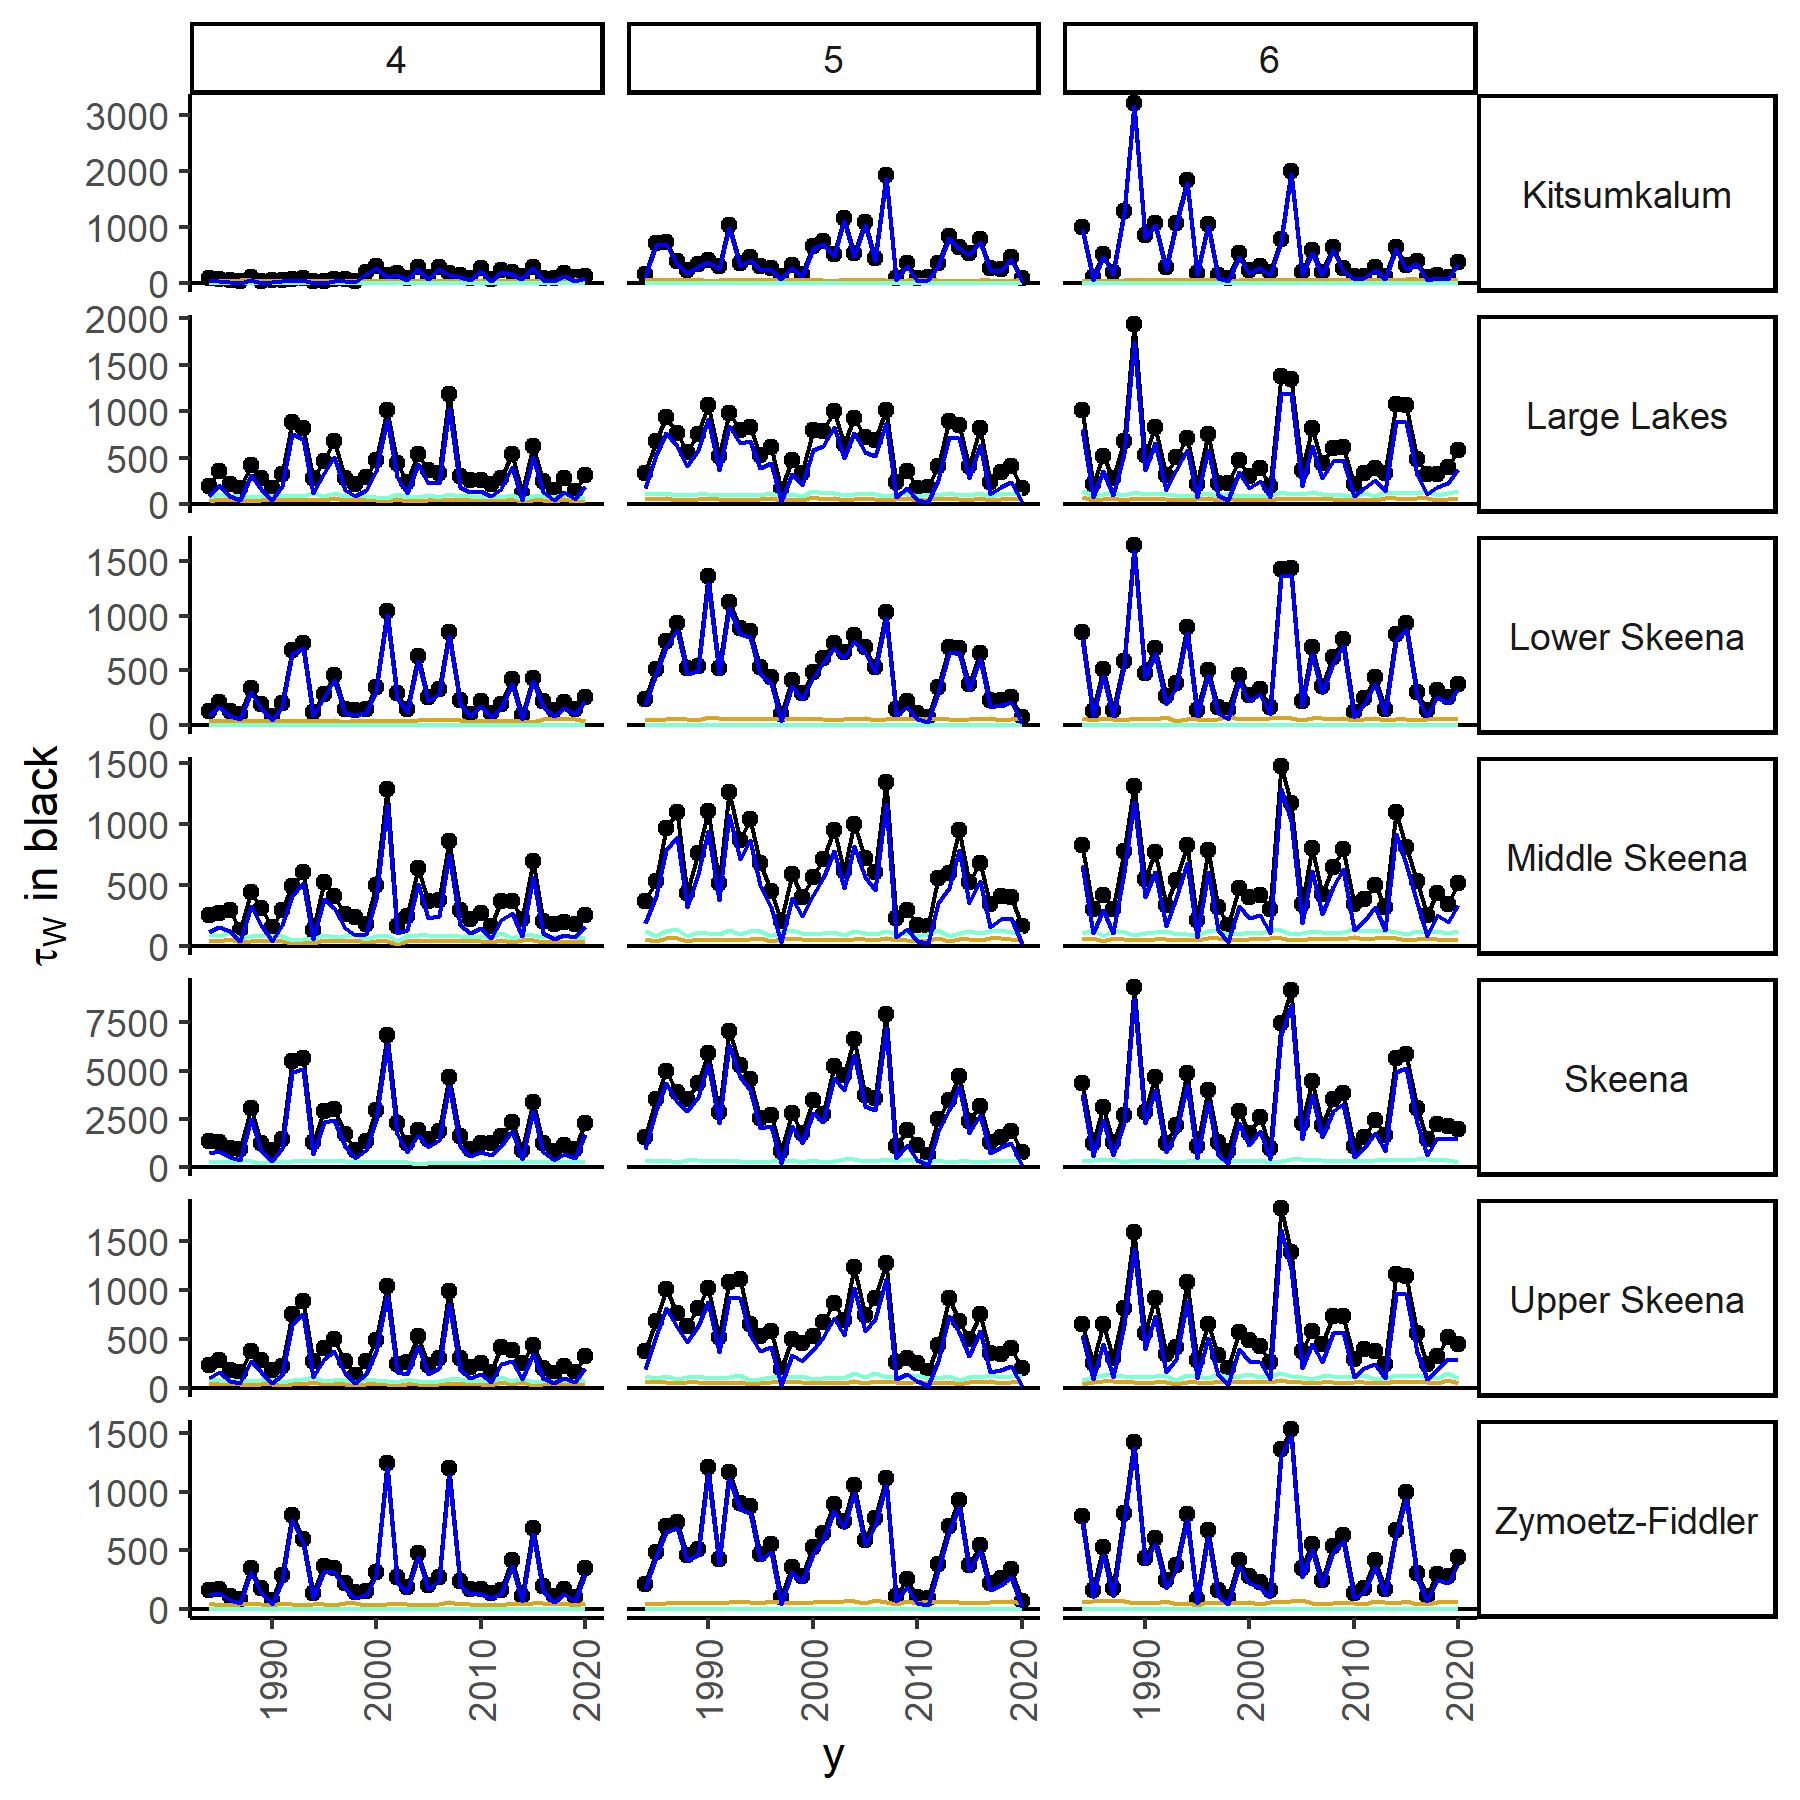 4 5 6
3000
2000
1000
0
Kitsumkalum
2000
1500
1000
500
0
Large Lakes
1500
1000
500
0
Lower Skeena
1500
1000
500
0
Middle Skeena
τW in black
7500
5000
2500
0
Skeena
1500
1000
500
0
Upper Skeena
1500
1000
500
0
Zymoetz-Fiddler
1990 2000 2010 2020 1990 2000 2010 2020 1990 2000 2010 2020
y